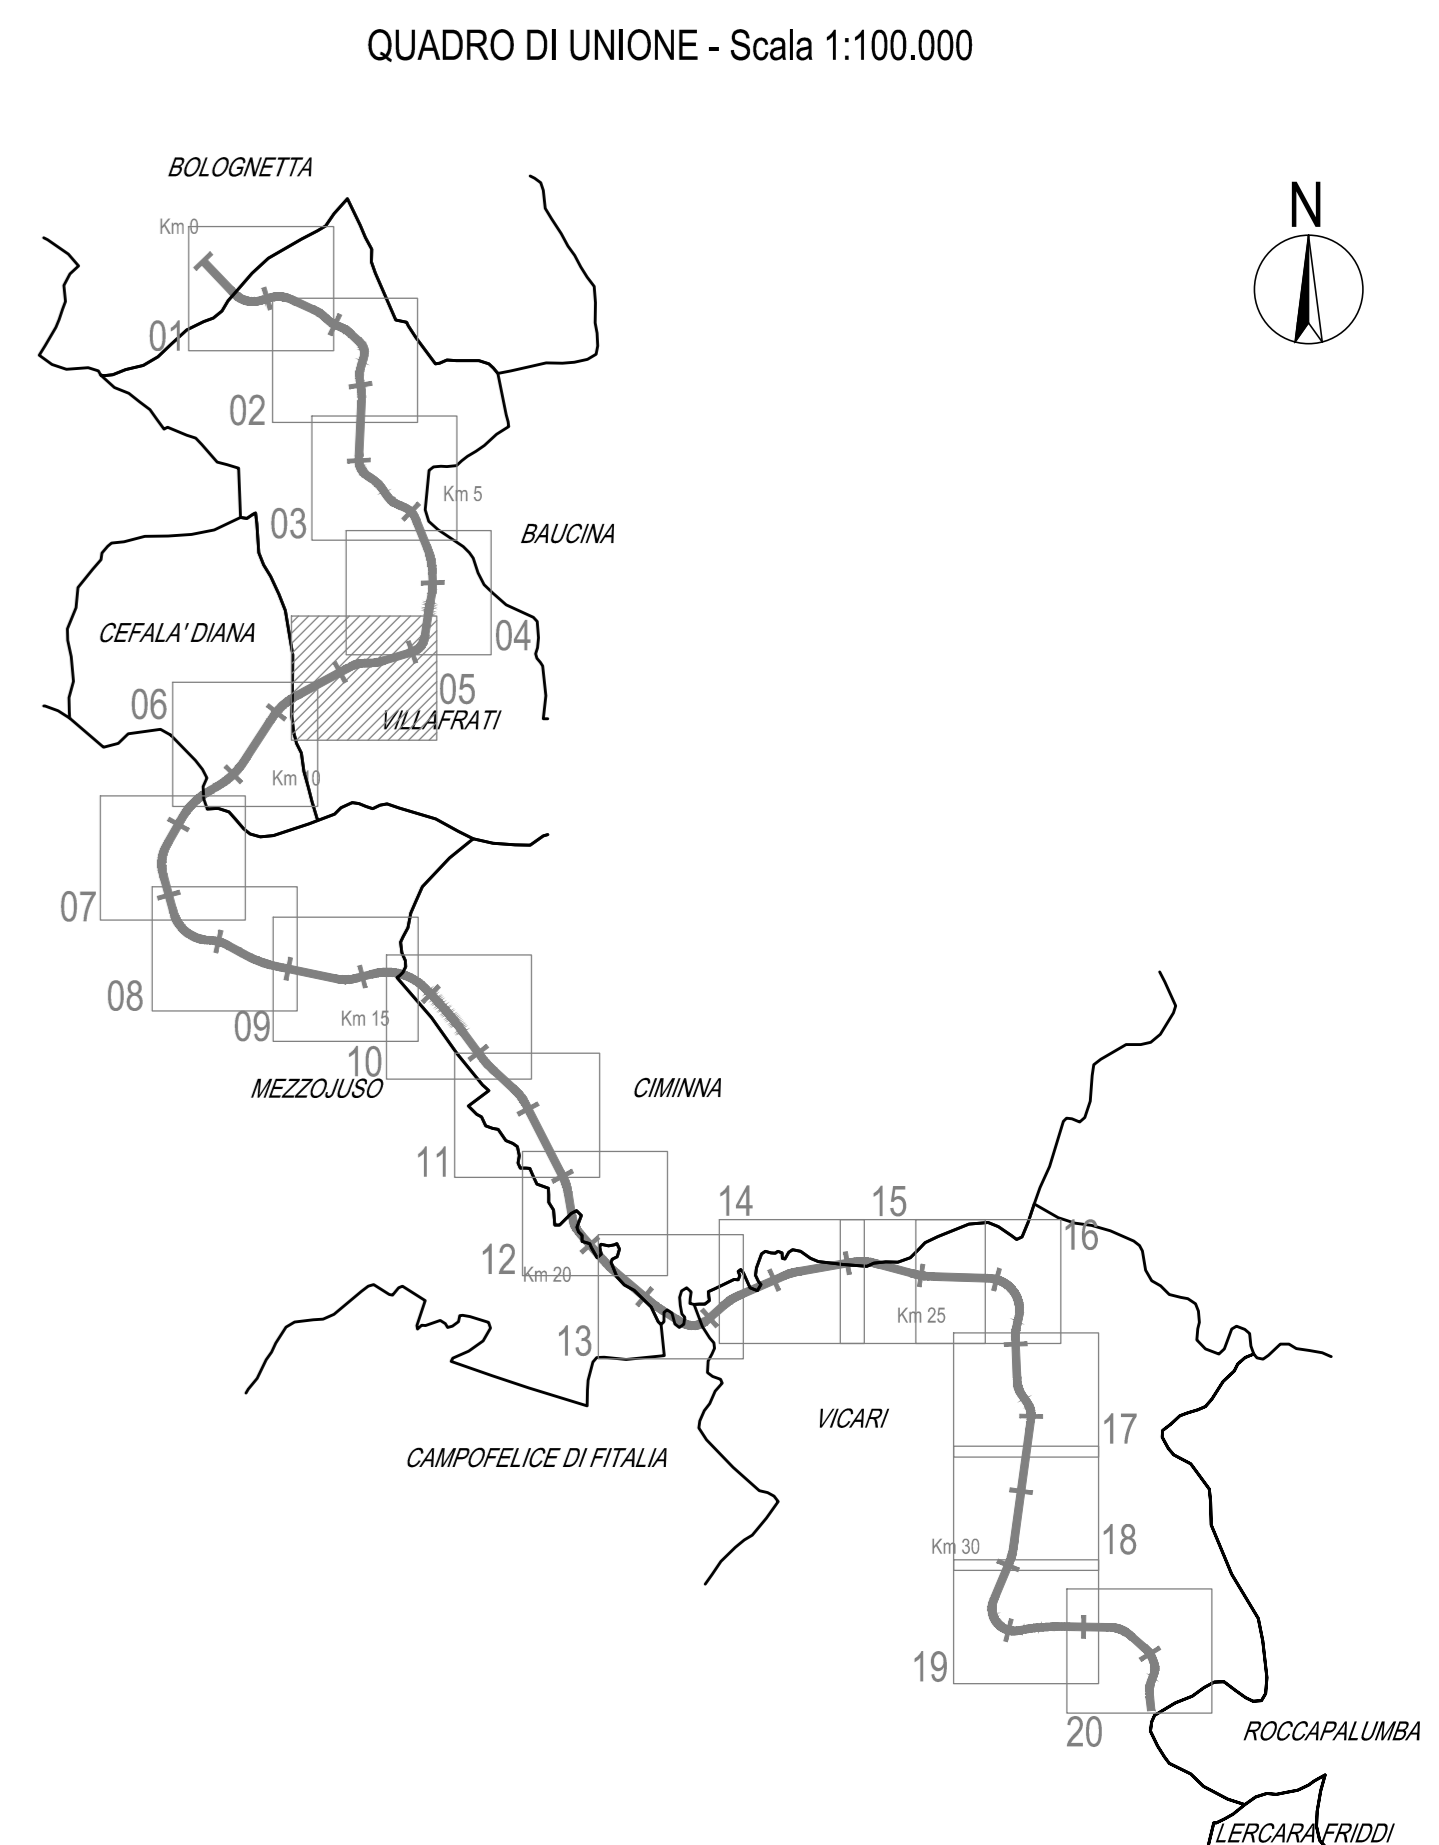 QUADRO DI UNIONE - Scala 1:100.000
BOLOGNETTA
N
Km 0
01
02
Km 5
03
BAUCINA
CEFALA' DIANA
04
05
06
VILLAFRATI
Km 10
07
08
Km 15
09
10
MEZZOJUSO
CIMINNA
11
14
15
16
12
Km 20
Km 25
13
VICARI
17
CAMPOFELICE DI FITALIA
18
Km 30
19
20
ROCCAPALUMBA
LERCARA FRIDDI